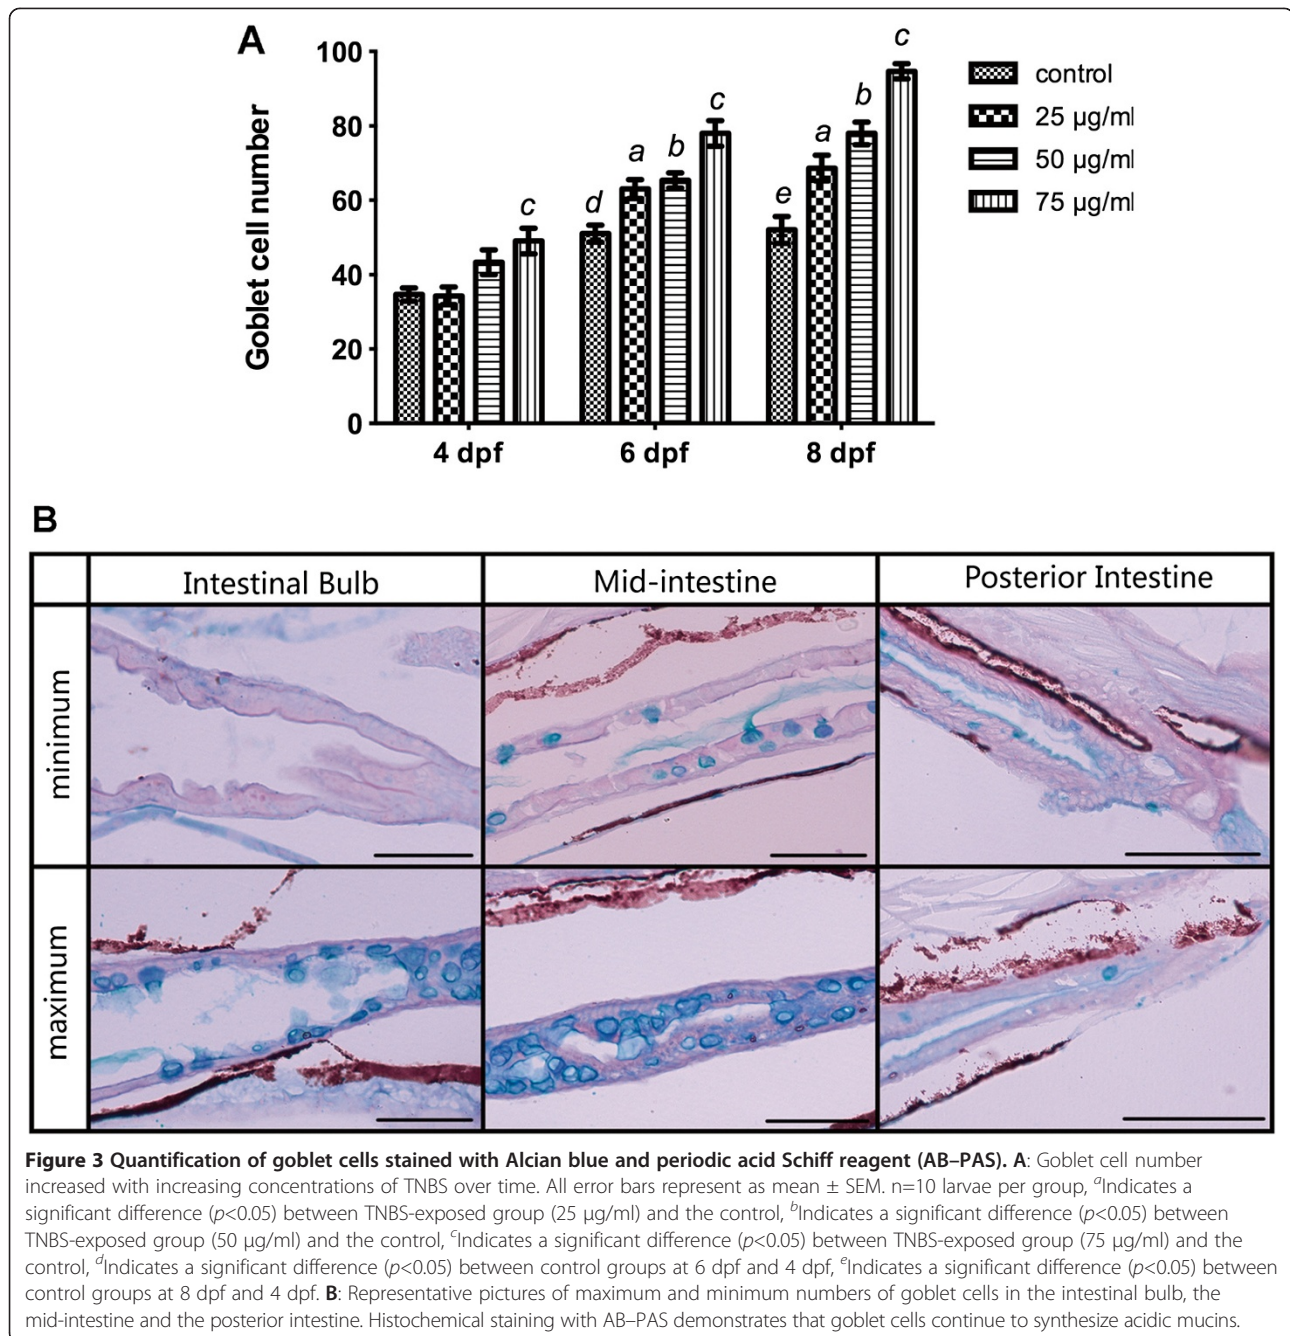 A
100
80
60
40
20
0
Goblet cell number
c
d
a
b
c
e
a
b
c
4 dpf
6 dpf
8 dpf
control
25 µg/ml
50 µg/ml
75 µg/ml
B
Intestinal Bulb
Mid-intestine
Posterior Intestine
minimum
maximum
Figure 3 Quantification of goblet cells stained with Alcian blue and periodic acid Schiff reagent (AB–PAS). A: Goblet cell number
increased with increasing concentrations of TNBS over time. All error bars represent as mean ± SEM. n=10 larvae per group, aIndicates a
significant difference (p<0.05) between TNBS-exposed group (25 µg/ml) and the control, bIndicates a significant difference (p<0.05) between
TNBS-exposed group (50 µg/ml) and the control, cIndicates a significant difference (p<0.05) between TNBS-exposed group (75 µg/ml) and the
control, dIndicates a significant difference (p<0.05) between control groups at 6 dpf and 4 dpf, eIndicates a significant difference (p<0.05) between
control groups at 8 dpf and 4 dpf. B: Representative pictures of maximum and minimum numbers of goblet cells in the intestinal bulb, the
mid-intestine and the posterior intestine. Histochemical staining with AB–PAS demonstrates that goblet cells continue to synthesize acidic mucins.